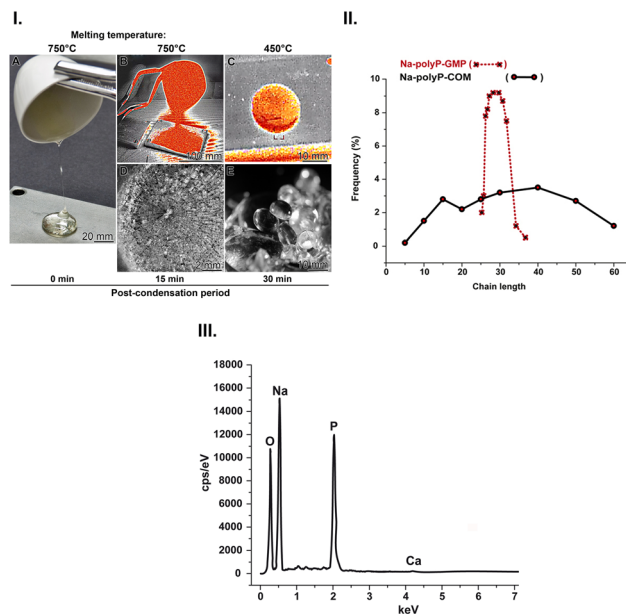 I.
Melting temperature:
750°C 750°C 450°C
A B C
100 mm 10 mm
D E
20 mm 2 mm 10 mm
0 min 15 min 30 min
Post-condensation period
II.
Na-polyP-GMP ( )
Na-polyP-COM ( )
10
8
6
4
2
0
Frequency (%)
0 10 20 30 40 50 60
Chain length
III.
18000
16000
14000
12000
10000
8000
6000
4000
2000
0
cps/eV
Na
O
P
Ca
0 1 2 3 4 5 6 7
keV